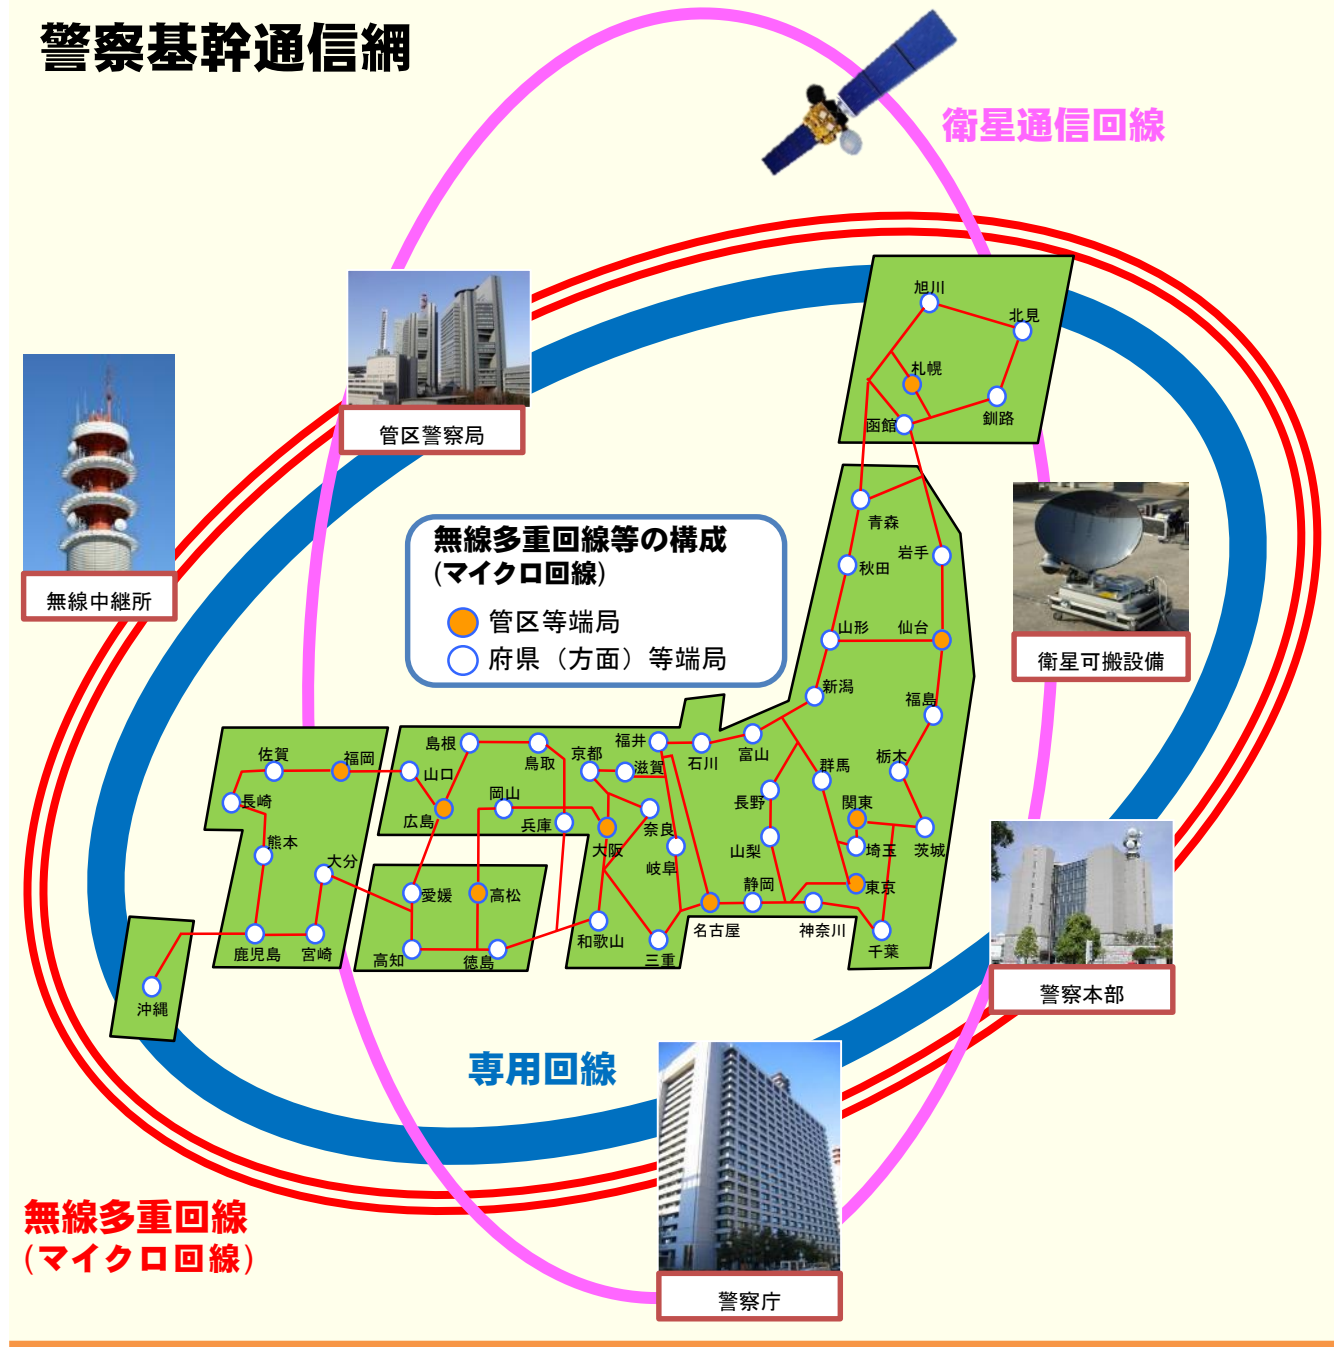 警察基幹通信網
衛星通信回線
管区警察局
無線中継所
無線多重回線等の構成
(マイクロ回線)
管区等端局
府県（方面）等端局
衛星可搬設備
旭川
北見
札幌
釧路
函館
青森
岩手
秋田
山形
仙台
新潟
福島
佐賀
福岡
長崎
熊本
大分
鹿児島
宮崎
沖縄
島根
鳥取
山口
広島
岡山
兵庫
京都
滋賀
奈良
大阪
和歌山
愛媛
高松
高知
徳島
福井
石川
富山
岐阜
三重
名古屋
長野
山梨
静岡
群馬
栃木
関東
埼玉
茨城
東京
神奈川
千葉
警察本部
専用回線
警察庁
無線多重回線
(マイクロ回線)